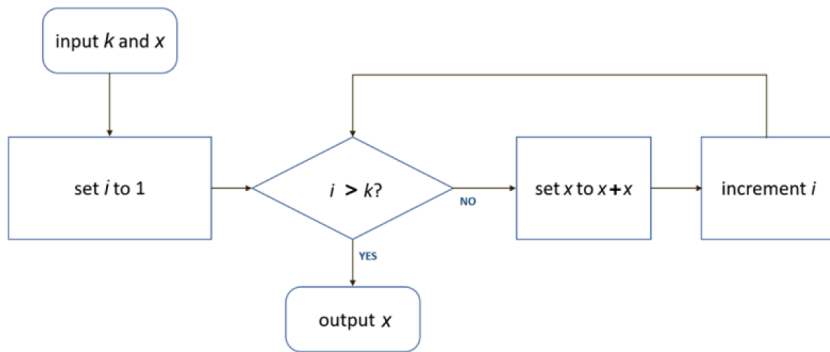 input k and x
set i to 1
i > k?
NO
set x to x+x
increment i
YES
output x